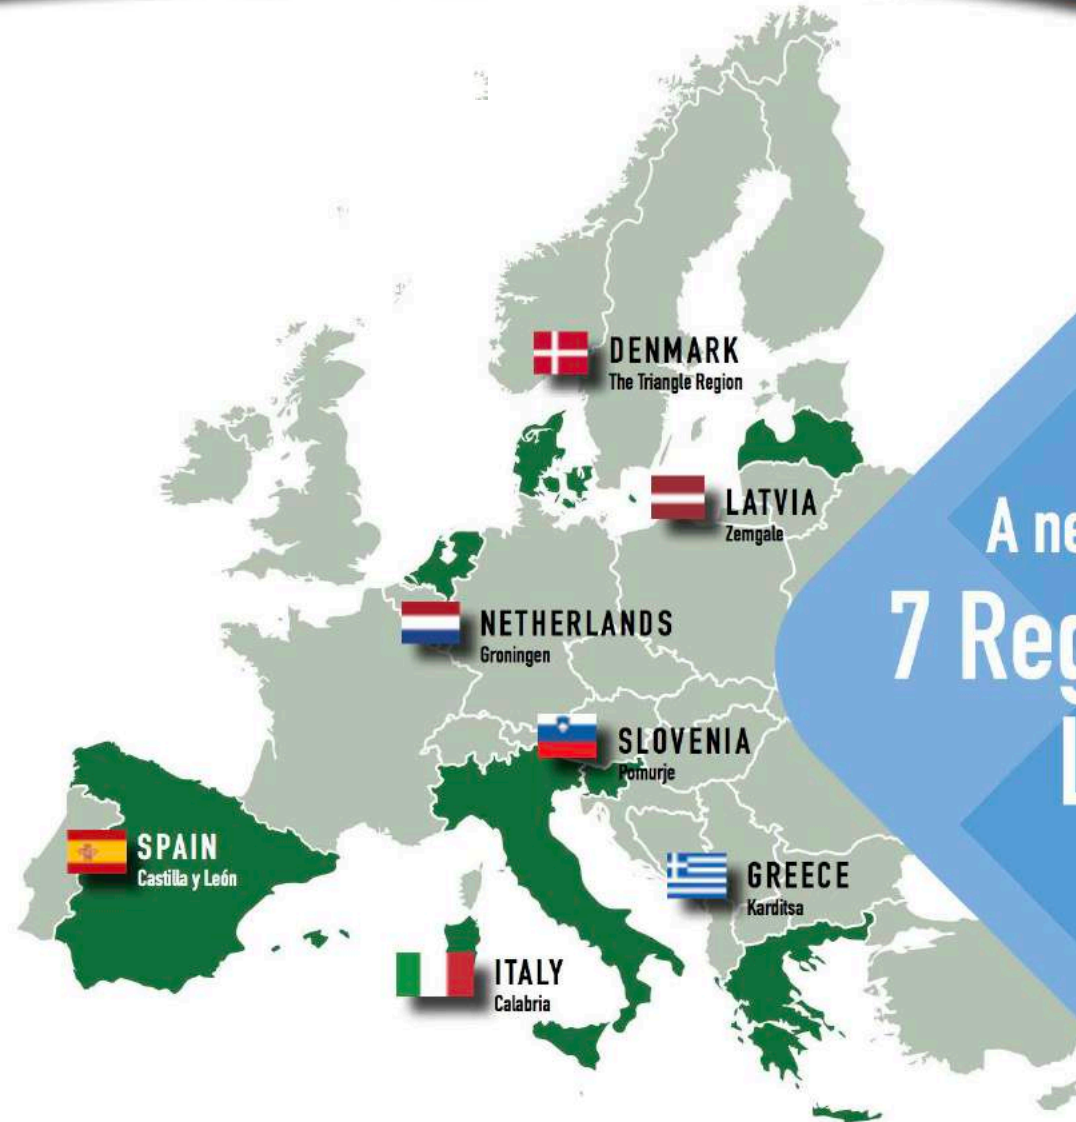 DENMARK
The Triangle Region
LATVIA
Zemgale
NETHERLANDS
Groningen
SLOVENIA
Pomurje
SPAIN
Castilla y León
GREECE
Karditsa
ITALY
Calabria
A ne
7 Reg
L